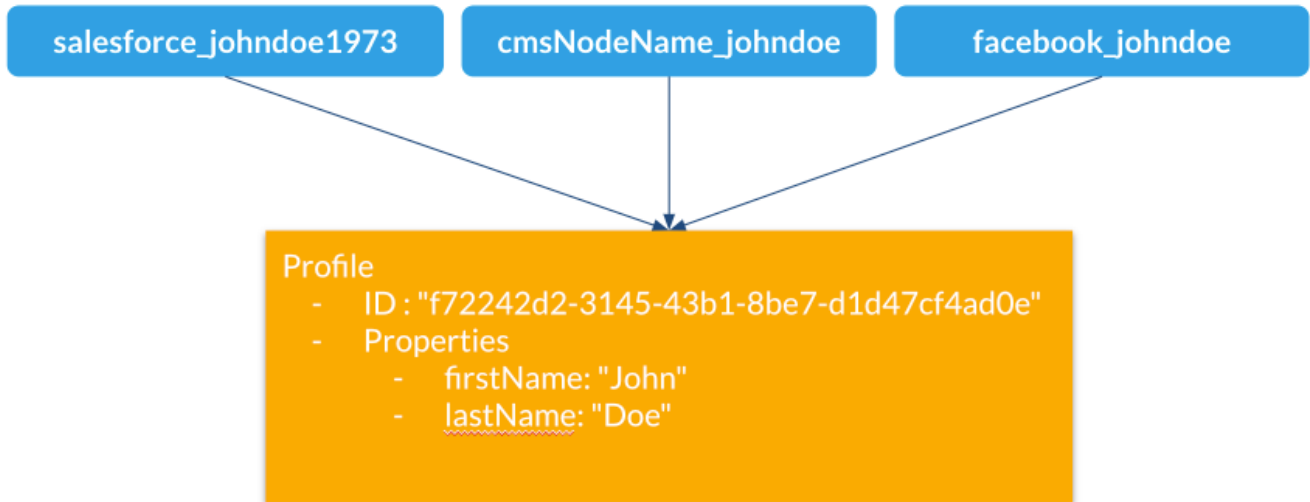 salesforce_johndoe1973
cmsNodeName_johndoe
facebook_johndoe
Profile
- ID : "f72242d2-3145-43b1-8be7-d1d47cf4ad0e"
- Properties
- firstName: "John"
- lastName: "Doe"